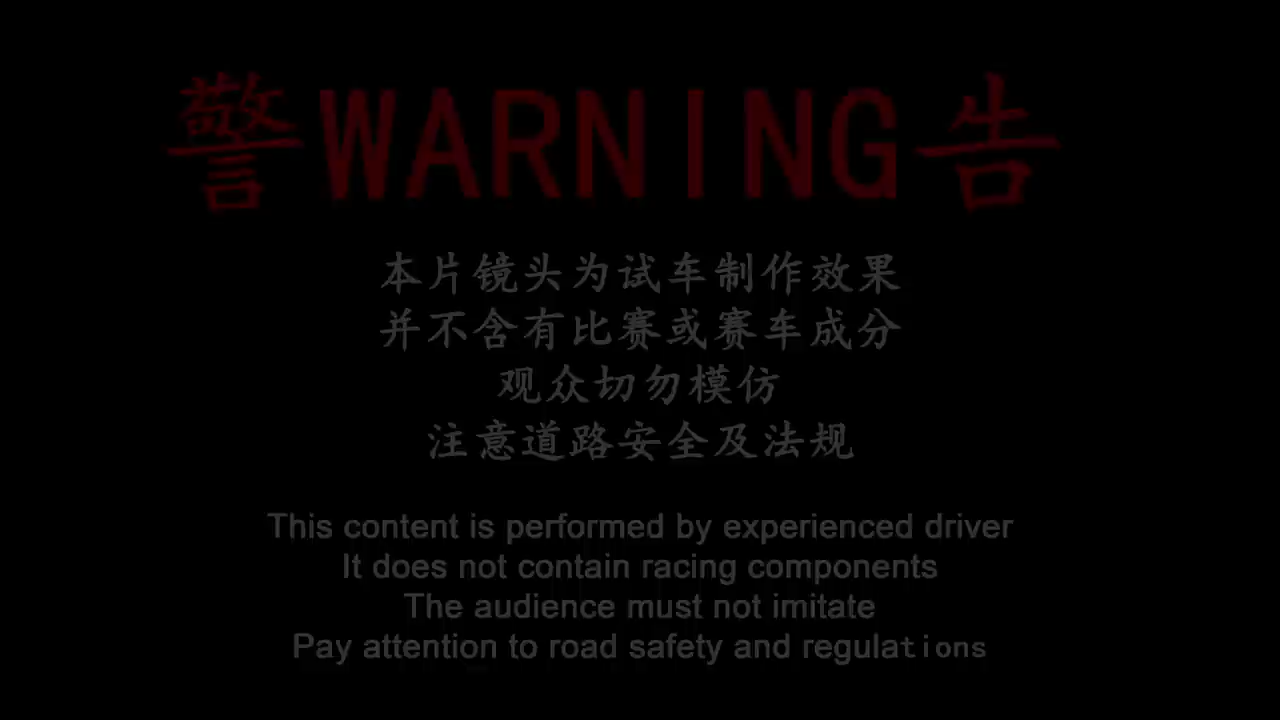 警WARNING告
本片镜头为试车制作效果
并不含有比赛或赛车成分
观众切勿模仿
注意道路安全及法规
This content is performed by experienced driver
It does not contain racing components
The audience must not imitate
Pay attention to road safety and regulations